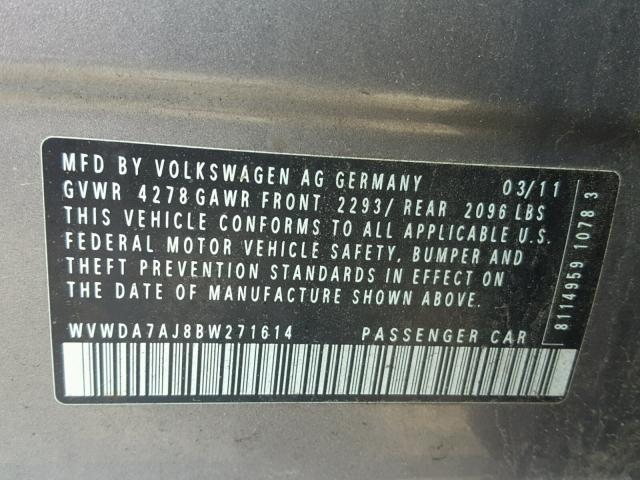 MFD BY VOLKSWAGEN AG GERMANY 03/11
GVWR 4278 GAWR FRONT 2293/ REAR 2096 LBS
THIS VEHICLE CONFORMS TO ALL APPLICABLE U.S.
FEDERAL MOTOR VEHICLE SAFETY, BUMPER AND
THEFT PREVENTION STANDARDS IN EFFECT ON
THE DATE OF MANUFACTURE SHOWN ABOVE.
WVWDA7AJ8BW271614 PASSENGER CAR
8114959 1078 3